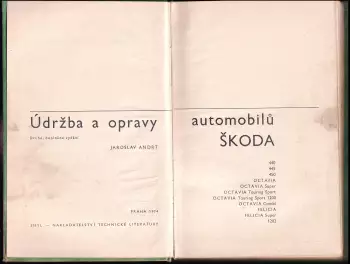 Údržba a opravy
JAROSLAV ANDRT
PRAHA
SNTL — NAKLADATELSTVÍ TECHNICKÉ LITERATURY
automobilů
ŠKODA
440
445
450
OCTAVIA
OCTAVIA Super
OCTAVIA Touring Sport
OCTAVIA Touring Sport 1200
OCTAVIA Combi
FELICIA
FELICIA Super
1202